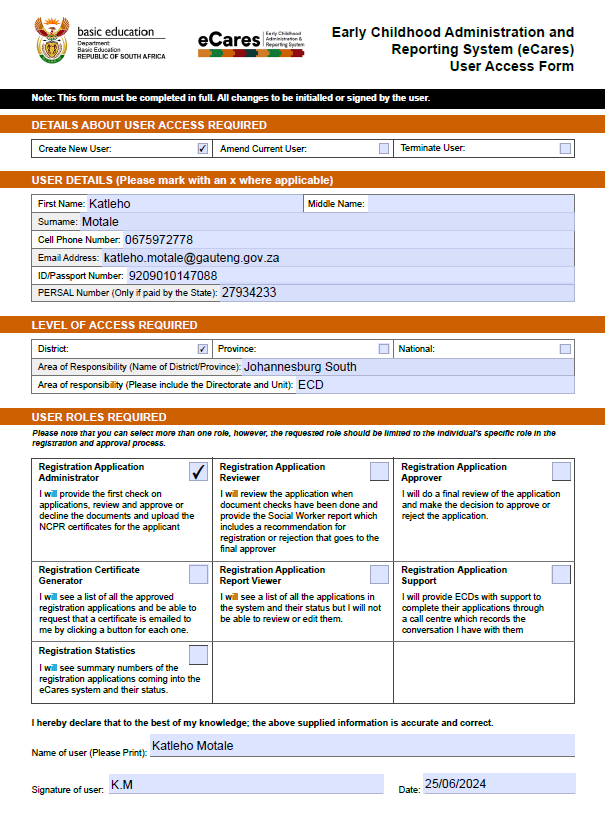 basic education
Department:
Basic Education
REPUBLIC OF SOUTH AFRICA
eCares
Early Childhood
Administration &
Reporting System
Early Childhood Administration and
Reporting System (eCares)
User Access Form
Note: This form must be completed in full. All changes to be initialled or signed by the user.
DETAILS ABOUT USER ACCESS REQUIRED
Create New User: ✓ Amend Current User: Terminate User:
USER DETAILS (Please mark with an x where applicable)
First Name: Katleho Middle Name:
Surname: Motale
Cell Phone Number: 0675972778
Email Address: katleho.motale@gauteng.gov.za
ID/Passport Number: 9209010147088
PERSAL Number (Only if paid by the State): 27934233
LEVEL OF ACCESS REQUIRED
District: ✓ Province: National:
Area of Responsibility (Name of District/Province): Johannesburg South
Area of responsibility (Please include the Directorate and Unit): ECD
USER ROLES REQUIRED
Please note that you can select more than one role, however, the requested role should be limited to the individual's specific role in the
registration and approval process.
Registration Application
Administrator ✓
I will provide the first check on
applications, review and approve or
decline the documents and upload the
NCPR certificates for the applicant
Registration Application
Reviewer
I will review the application when
document checks have been done and
provide the Social Worker report which
includes a recommendation for
registration or rejection that goes to the
final approver
Registration Application
Approver
I will do a final review of the application
and make the decision to approve or
reject the application.
Registration Certificate
Generator
I will see a list of all the approved
registration applications and be able to
request that a certificate is emailed to
me by clicking a button for each one.
Registration Application
Report Viewer
I will see a list of all the applications in
the system and their status but I will not
be able to review or edit them.
Registration Application
Support
I will provide ECDs with support to
complete their applications through
a call centre which records the
conversation I have with them
Registration Statistics
I will see summary numbers of the
registration applications coming into the
eCares system and their status.
I hereby declare that to the best of my knowledge; the above supplied information is accurate and correct.
Name of user (Please Print): Katleho Motale
Signature of user: K.M Date: 25/06/2024